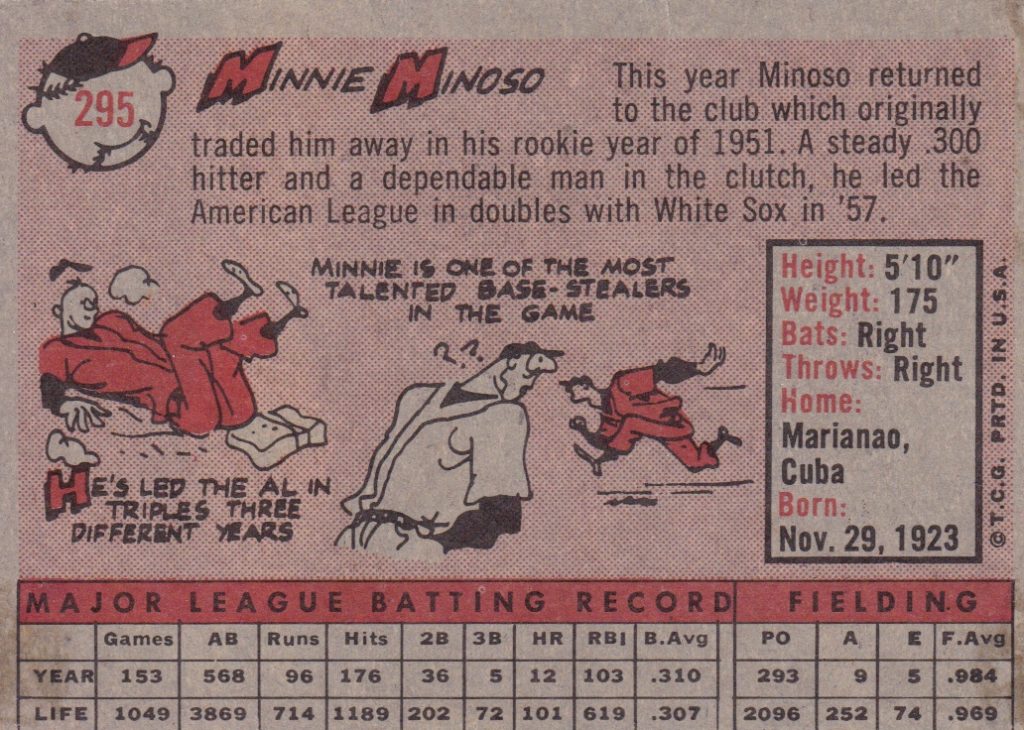 295
MINNIE MINOSO
This year Minoso returned
to the club which originally
traded him away in his rookie year of 1951. A steady .300
hitter and a dependable man in the clutch, he led the
American League in doubles with White Sox in '57.
MINNIE IS ONE OF THE MOST
TALENTED BASE-STEALERS
IN THE GAME
??
HE'S LED THE AL IN
TRIPLES THREE
DIFFERENT YEARS
Height: 5'10"
Weight: 175
Bats: Right
Throws: Right
Home:
Marianao,
Cuba
Born:
Nov. 29, 1923
© T.C.G. PRTD. IN U.S.A.
MAJOR LEAGUE BATTING RECORD FIELDING
Games AB Runs Hits 2B 3B HR RBI B.Avg PO A E F.Avg
YEAR 153 568 96 176 36 5 12 103 .310 293 9 5 .984
LIFE 1049 3869 714 1189 202 72 101 619 .307 2096 252 74 .969